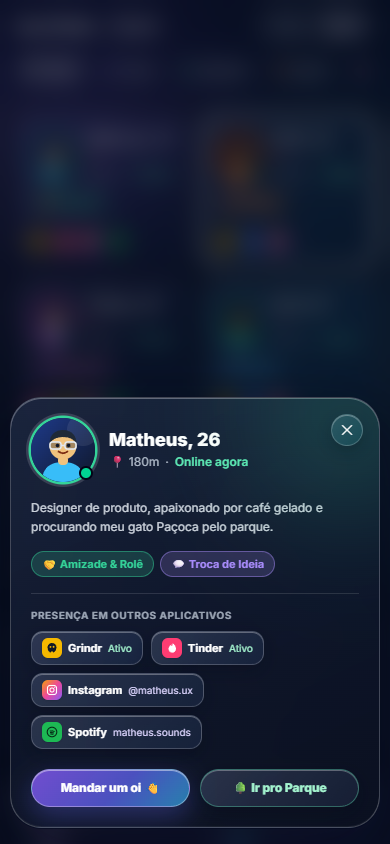 Matheus, 26
180m · Online agora
Designer de produto, apaixonado por café gelado e
procurando meu gato Paçoca pelo parque.
Amizade & Rolê Troca de Ideia
PRESENÇA EM OUTROS APLICATIVOS
Grindr Ativo Tinder Ativo
Instagram @matheus.ux
Spotify matheus.sounds
Mandar um oi 👋 Ir pro Parque